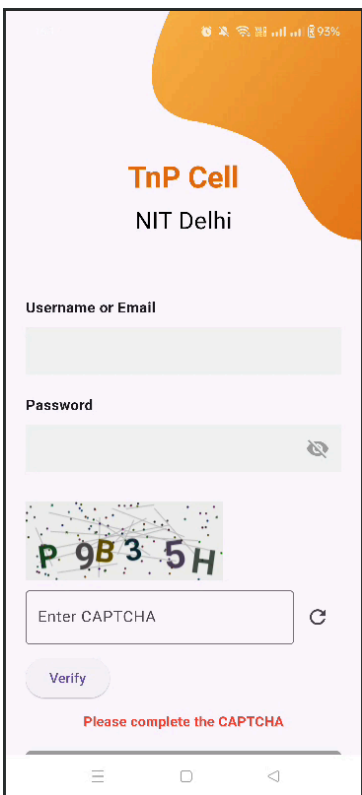 93%
TnP Cell
NIT Delhi
Username or Email
Password
P 9B3 5H
Enter CAPTCHA
Verify
Please complete the CAPTCHA